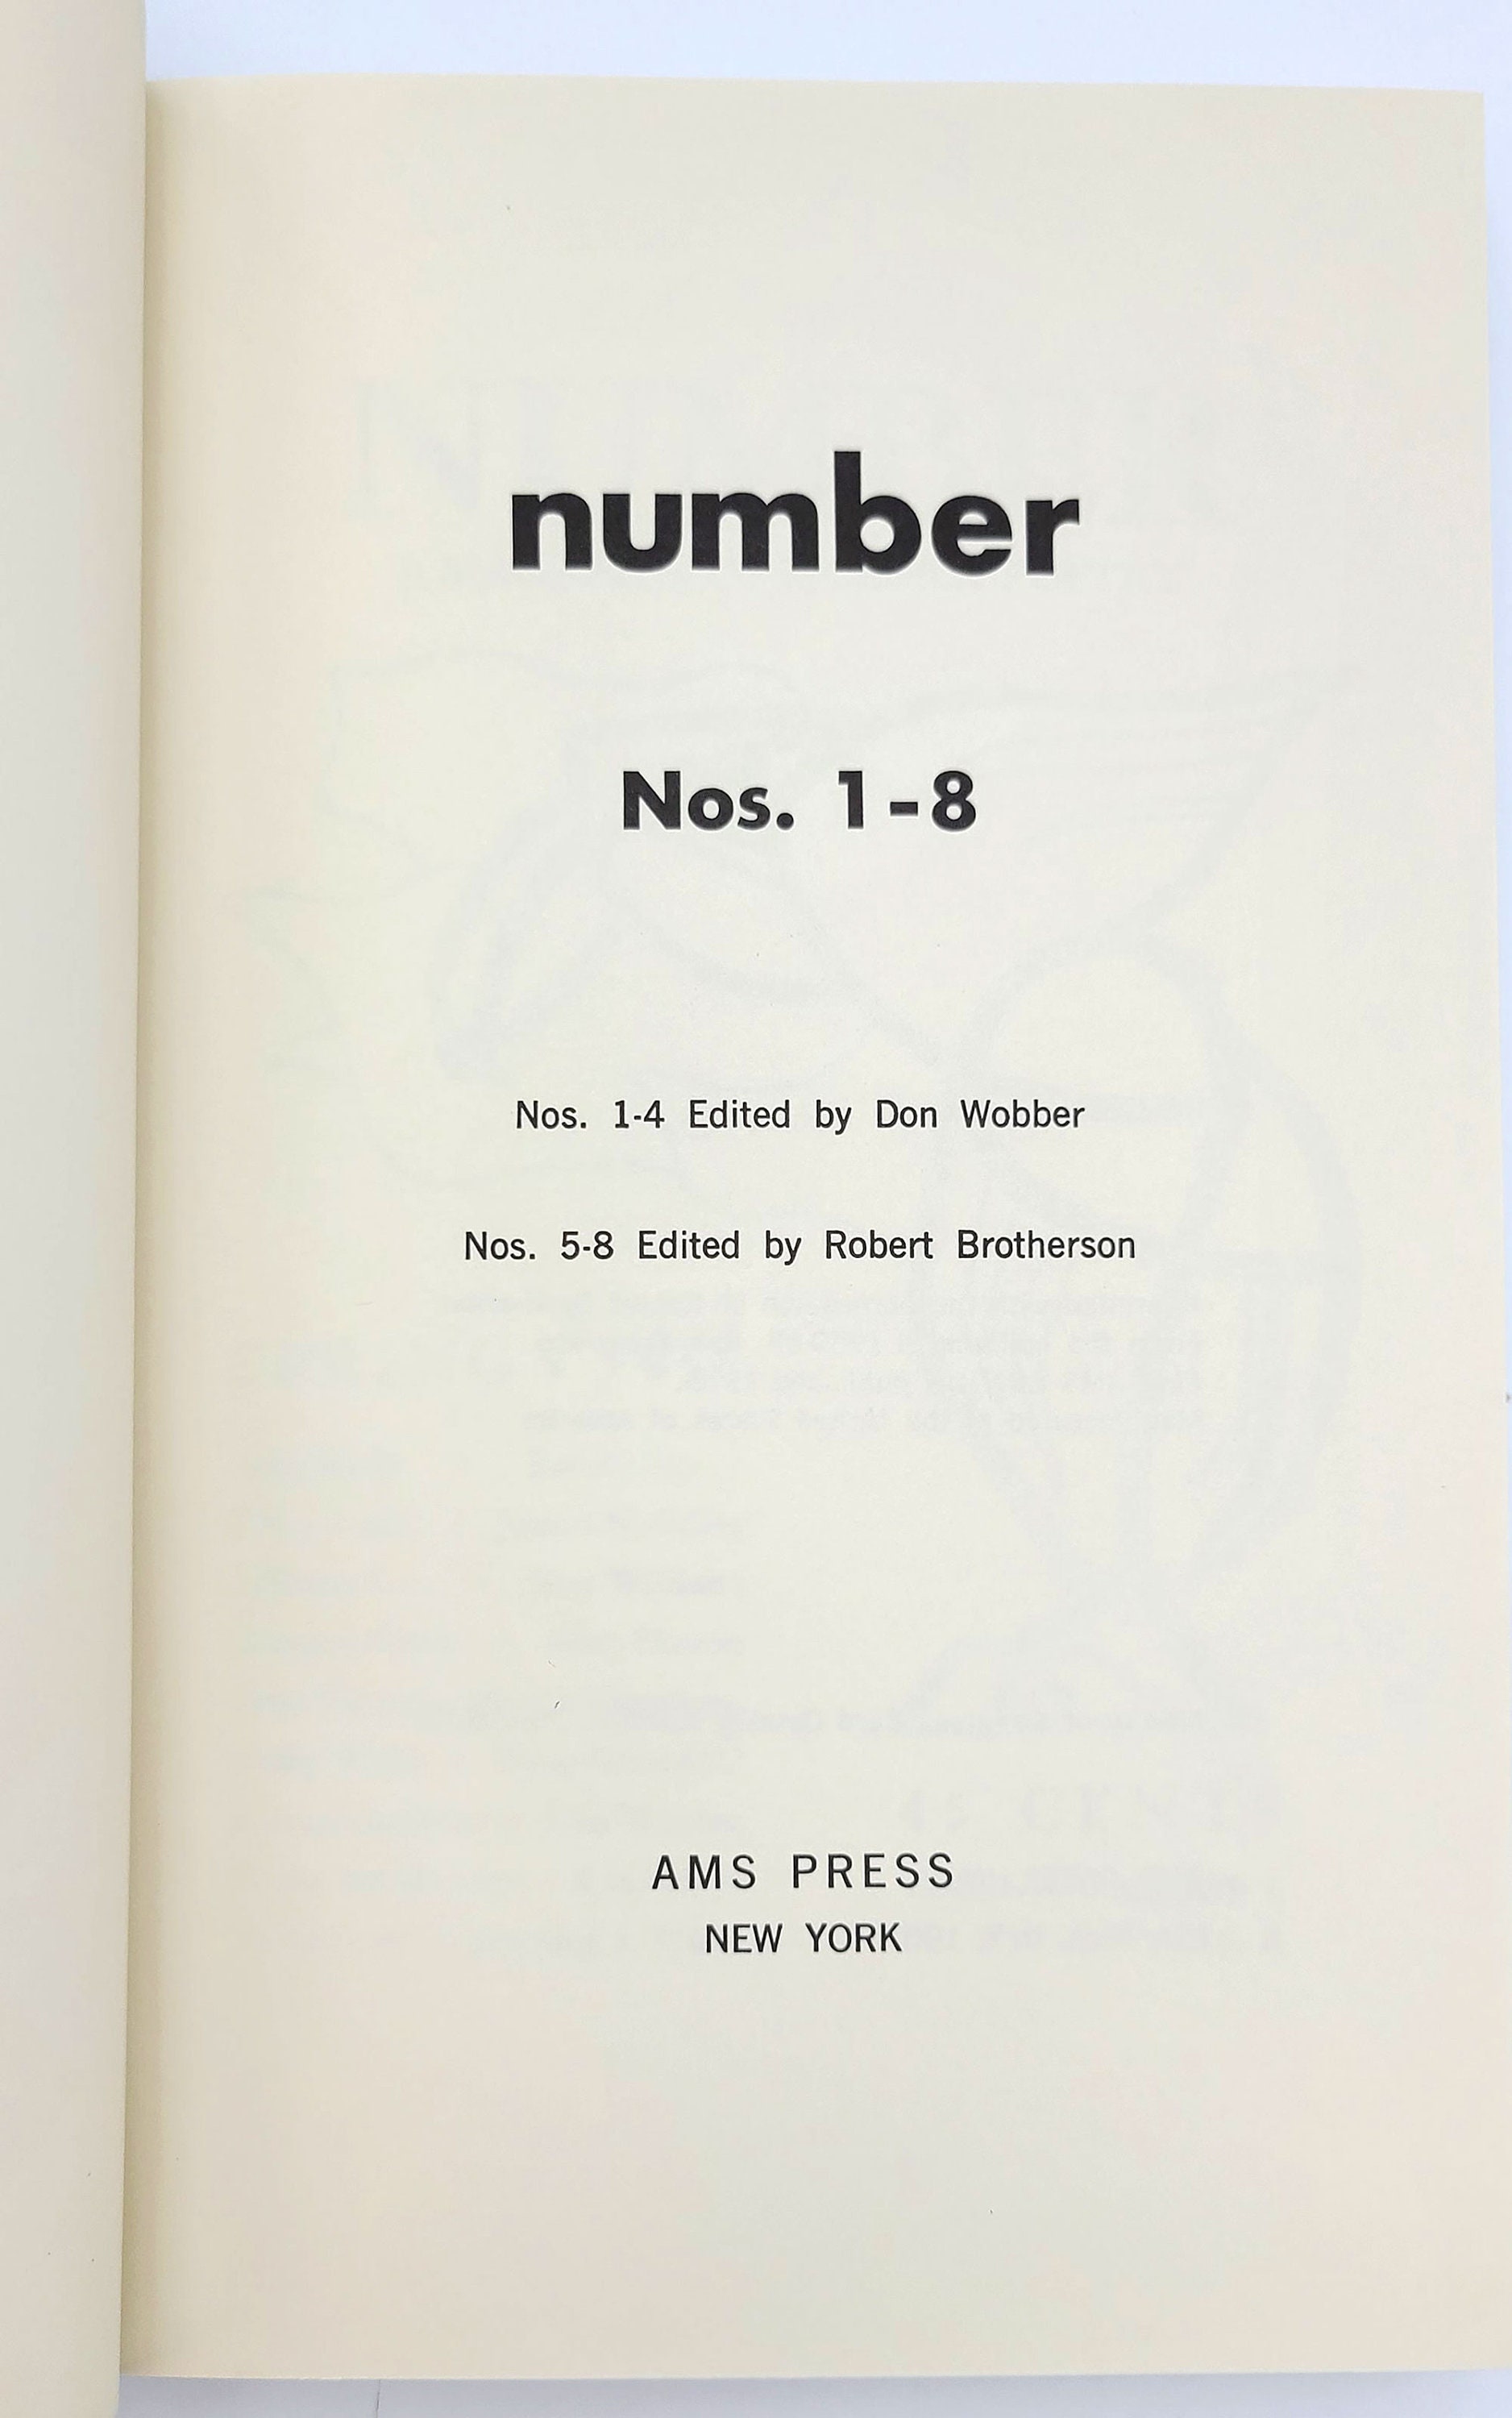 number
Nos. 1-8
Nos. 1-4 Edited by Don Wobber
Nos. 5-8 Edited by Robert Brotherson
AMS PRESS
NEW YORK